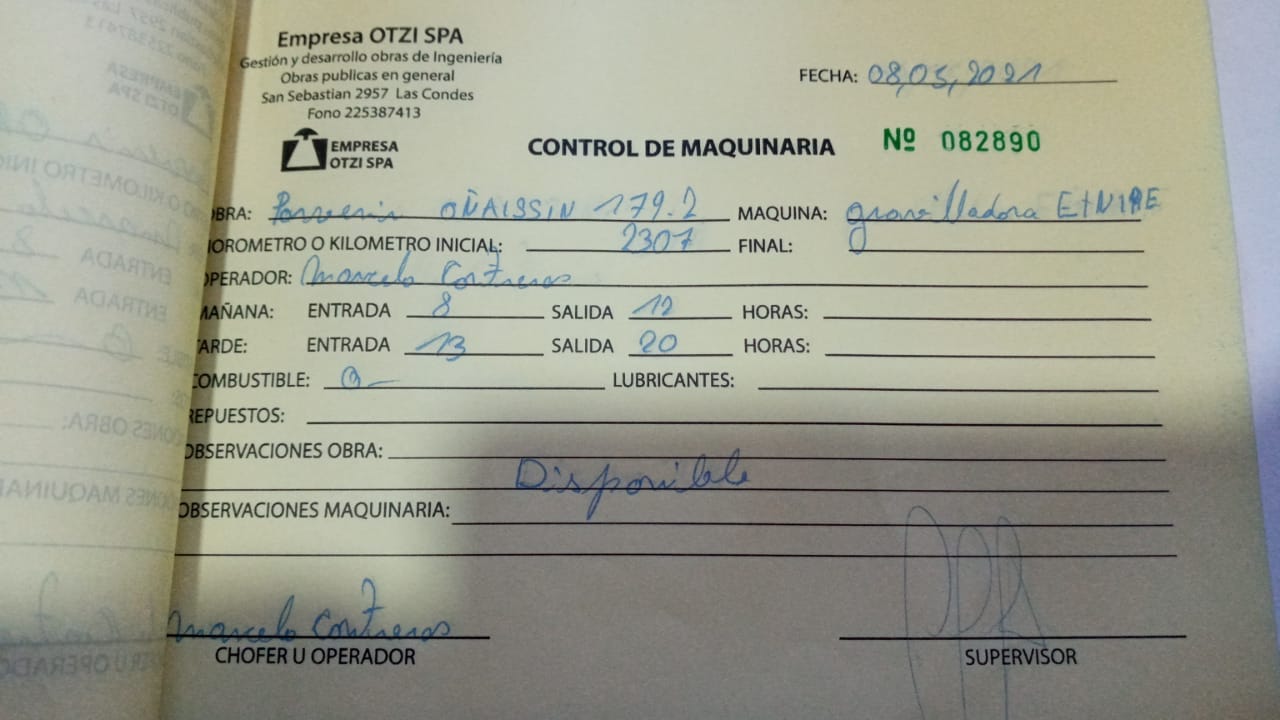 Empresa OTZI SPA
Gestión y desarrollo obras de Ingeniería
Obras publicas en general
San Sebastian 2957 Las Condes
Fono 225387413
EMPRESA
OTZI SPA
FECHA: 08,05,2021
CONTROL DE MAQUINARIA Nº 082890
OBRA: Porvenir OÑAISSIN 179.2 MAQUINA: gravilladora EtNIRE
HOROMETRO O KILOMETRO INICIAL: 2307 FINAL:
OPERADOR: Marcelo Contreras
MAÑANA: ENTRADA 8 SALIDA 12 HORAS:
TARDE: ENTRADA 13 SALIDA 20 HORAS:
COMBUSTIBLE: 0- LUBRICANTES:
REPUESTOS:
OBSERVACIONES OBRA:
Disponible
OBSERVACIONES MAQUINARIA:
Marcelo Contreras
CHOFER U OPERADOR
SUPERVISOR